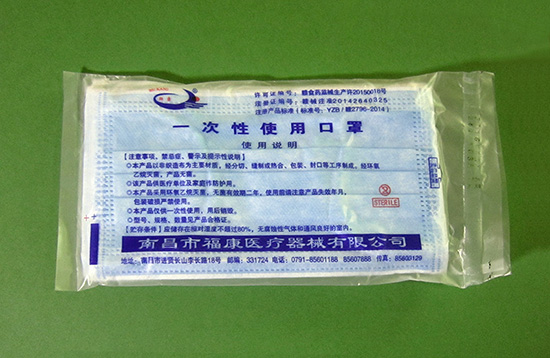 许可证编号：赣食药监械生产许20150018号
注册证编号：赣械注准20142640325
注册产品标准（标准号：YZB/赣2796-2014）
一次性使用口罩
使用说明
【注意事项，禁忌症、警示及提示性说明】
◇本产品以非织造布为主要材质，经分切、缝制或热合、包装、封口等工序制成，经环氧
乙烷灭菌，产品无菌。
◇该产品供医疗单位及家庭作防护用。
◇本产品采用环氧乙烷灭菌，无菌有效期二年，使用前请注意产品失效年月，
包装破损严禁使用。
◇本产品仅供一次性使用，用后销毁。
◇型号、规格、数量见产品合格证。
【贮存条件】应储存在相对湿度不超过80%，无腐蚀性气体和通风良好的室内。
STERILE
南昌市福康医疗器械有限公司
地址：南昌市进贤长山李长路18号 邮编：331724 电话：0791-85601188 85607888 传真：85603129